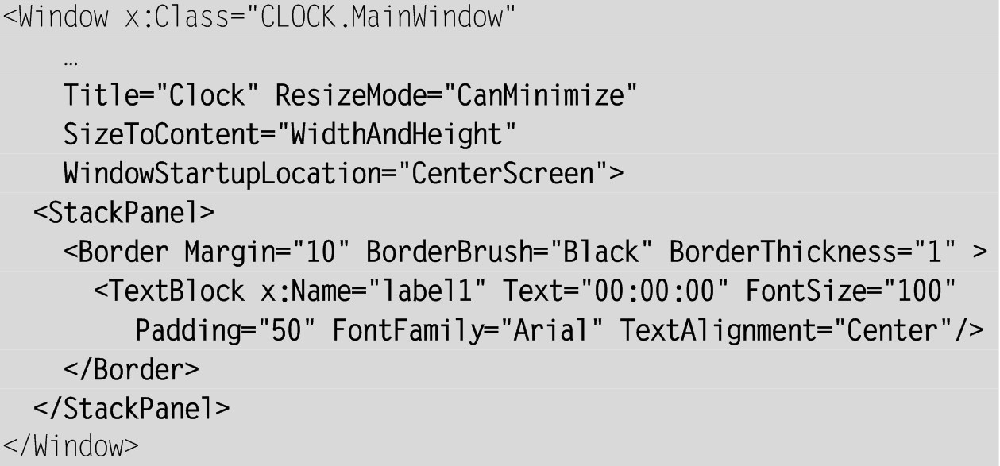 <Window x:Class="CLOCK.MainWindow"
…
Title="Clock" ResizeMode="CanMinimize"
SizeToContent="WidthAndHeight"
WindowStartupLocation="CenterScreen">
<StackPanel>
<Border Margin="10" BorderBrush="Black" BorderThickness="1" >
<TextBlock x:Name="label1" Text="00:00:00" FontSize="100"
Padding="50" FontFamily="Arial" TextAlignment="Center"/>
</Border>
</StackPanel>
</Window>